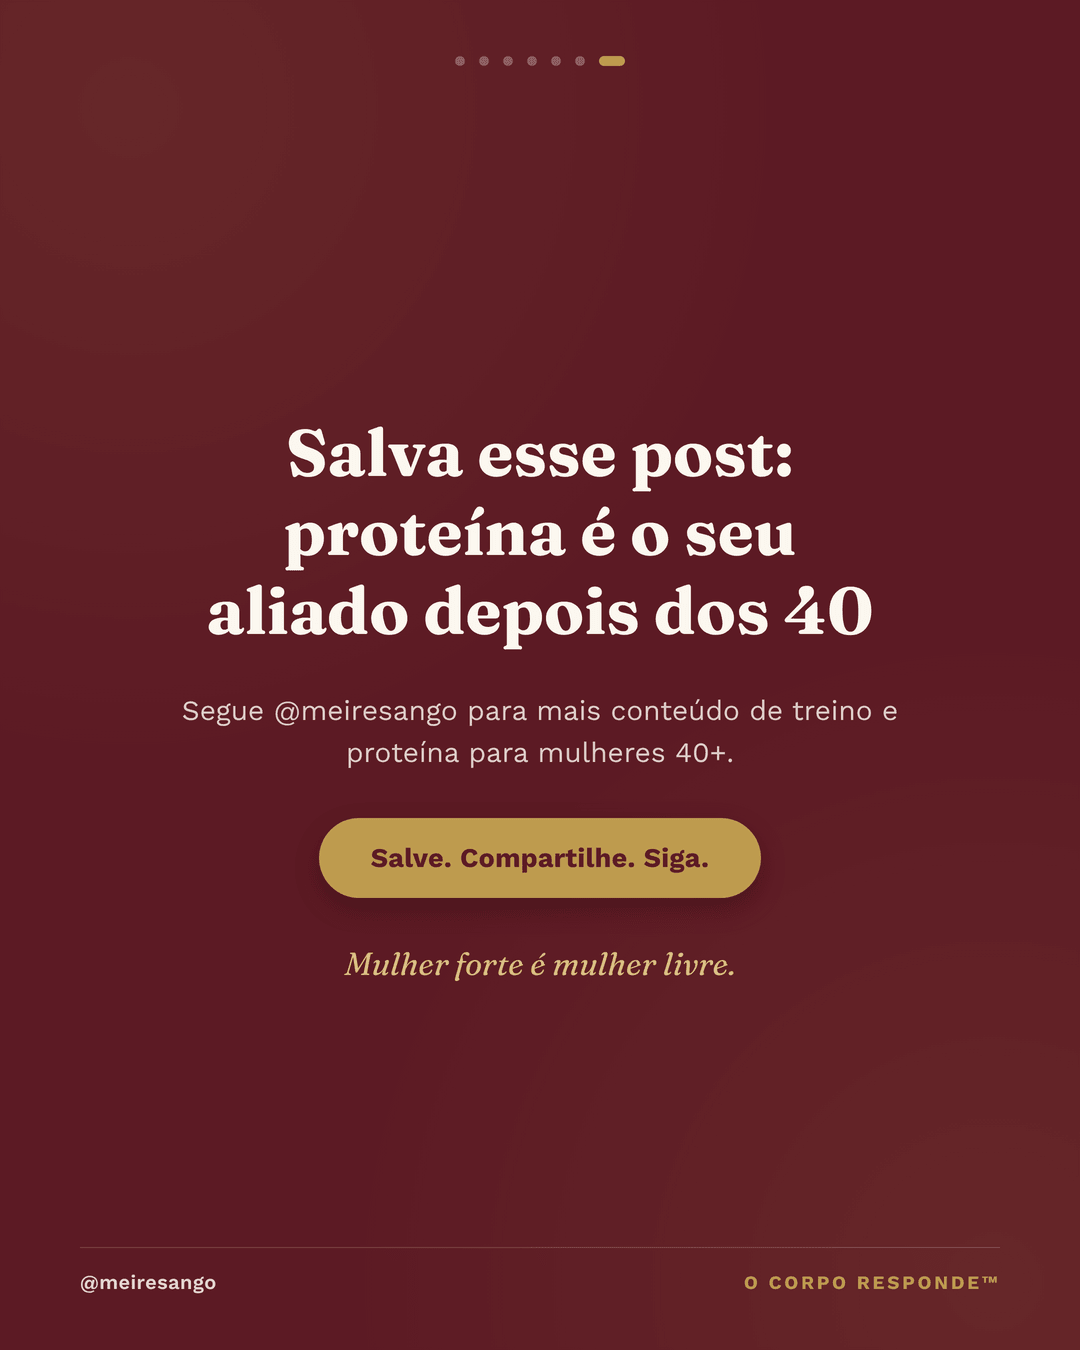 Salva esse post:
proteína é o seu
aliado depois dos 40
Segue @meiresango para mais conteúdo de treino e
proteína para mulheres 40+.
Salve. Compartilhe. Siga.
Mulher forte é mulher livre.
@meiresango
O CORPO RESPONDE™